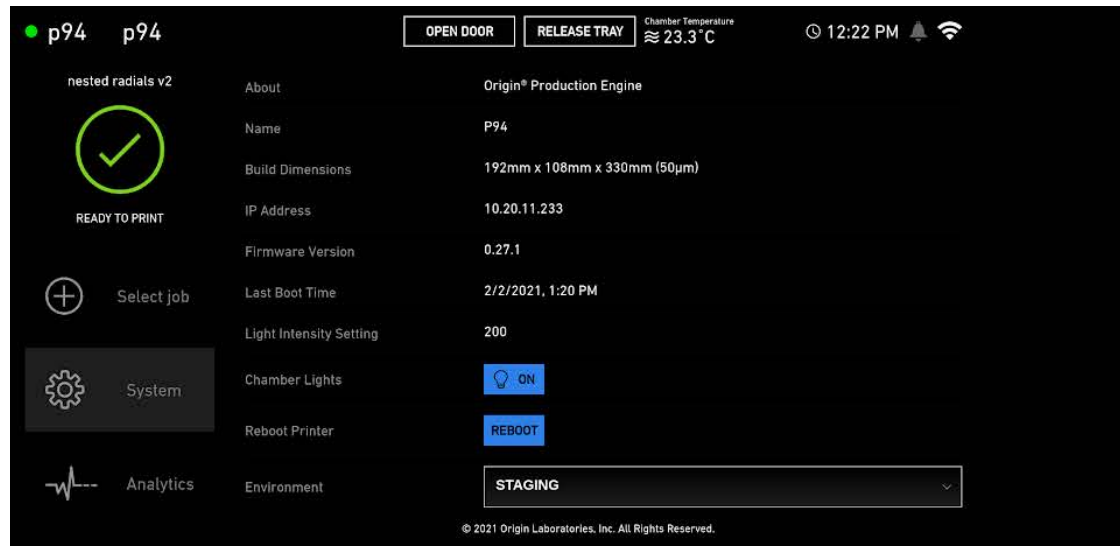 p94 p94 OPEN DOOR RELEASE TRAY Chamber Temperature 23.3°C 12:22 PM
nested radials v2
READY TO PRINT
Select job
System
Analytics
About Origin® Production Engine
Name P94
Build Dimensions 192mm x 108mm x 330mm (50µm)
IP Address 10.20.11.233
Firmware Version 0.27.1
Last Boot Time 2/2/2021, 1:20 PM
Light Intensity Setting 200
Chamber Lights ON
Reboot Printer REBOOT
Environment STAGING
© 2021 Origin Laboratories, Inc. All Rights Reserved.